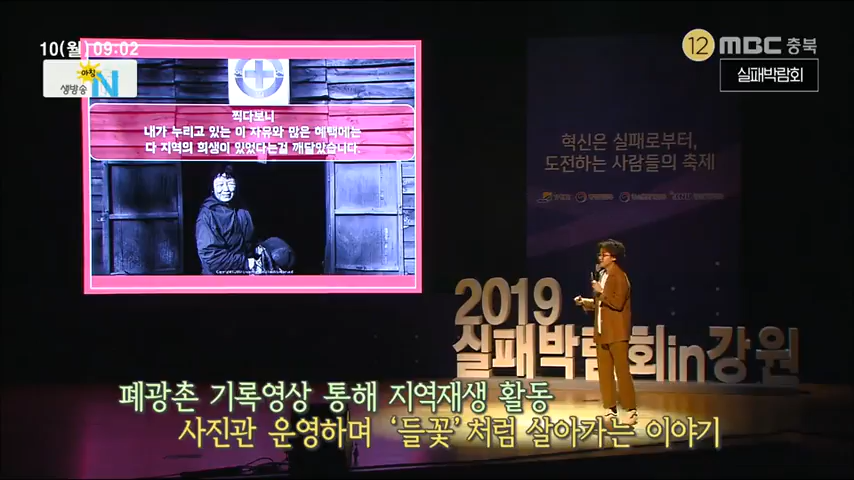 10(월) 09:02
생방송 아침 N
12 MBC 충북
실패박람회
찍다보니
내가 누리고 있는 이 자유와 많은 혜택에는
다 지역의 희생이 있었다는걸 깨달았습니다.
혁신은 실패로부터,
도전하는 사람들의 축제
2019
실패박람회in강원
폐광촌 기록영상 통해 지역재생 활동
사진관 운영하며 '들꽃'처럼 살아가는 이야기